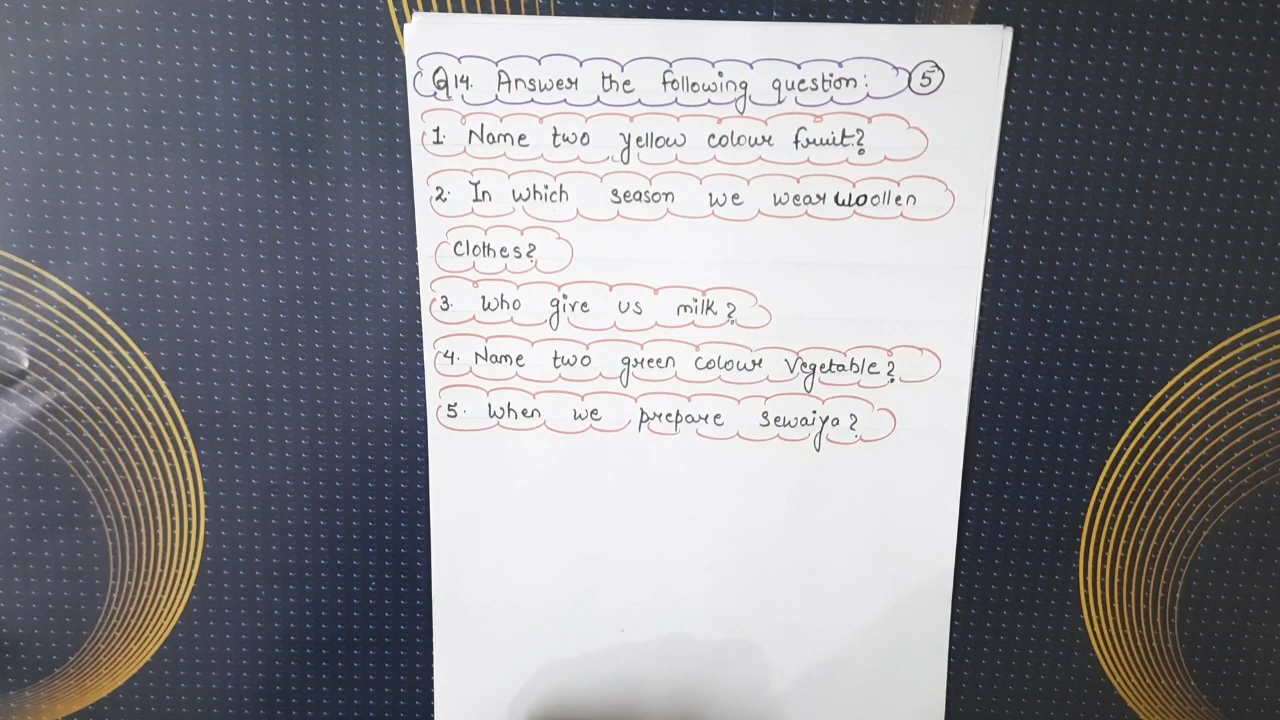 Q14. Answer the following question: 5
1. Name two yellow colour fruit?
2. In which season we wear woollen
Clothes?
3. Who give us milk?
4. Name two green colour Vegetable?
5. When we prepare sewaiya?